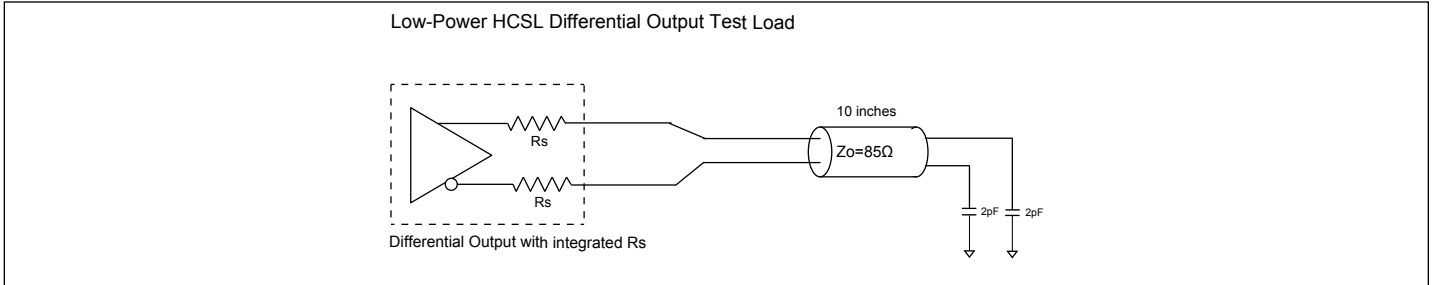 Low-Power HCSL Differential Output Test Load
10 inches
Rs
Zo=85Ω
Rs
2pF
2pF
Differential Output with integrated Rs